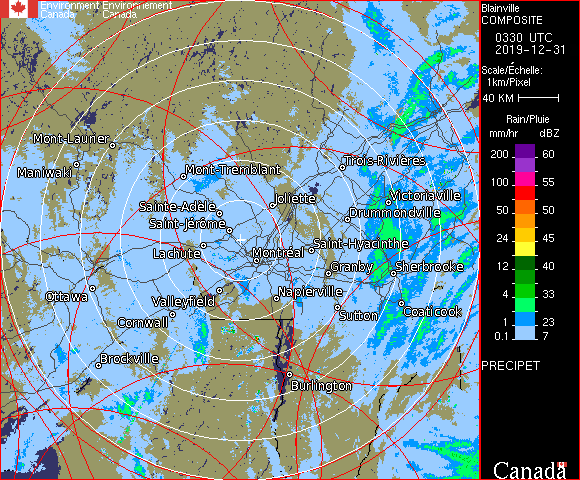 Environment Environnement
Canada Canada
Blainville
COMPOSITE
0330 UTC
2019-12-31
Scale/Échelle:
1km/Pixel
40 KM
Rain/Pluie
mm/hr dBZ
200 60
100 55
50 50
24 45
12 40
4 33
1 23
0.1 7
PRECIPET
Mont-Laurier
Maniwaki
Mont-Tremblant
Trois-Rivières
Sainte-Adèle
Joliette
Victoriaville
Drummondville
Saint-Jérôme
Lachute
Montréal
Saint-Hyacinthe
Granby
Sherbrooke
Ottawa
Valleyfield
Napierville
Cornwall
Sutton
Coaticook
Brockville
Burlington
Canada